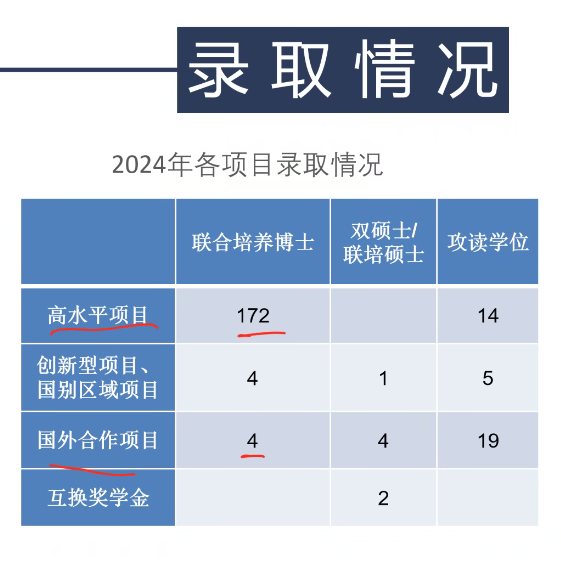 录取情况
2024年各项目录取情况
联合培养博士 双硕士/ 攻读学位
联培硕士
高水平项目 172 14
创新型项目、
国别区域项目 4 1 5
国外合作项目 4 4 19
互换奖学金 2